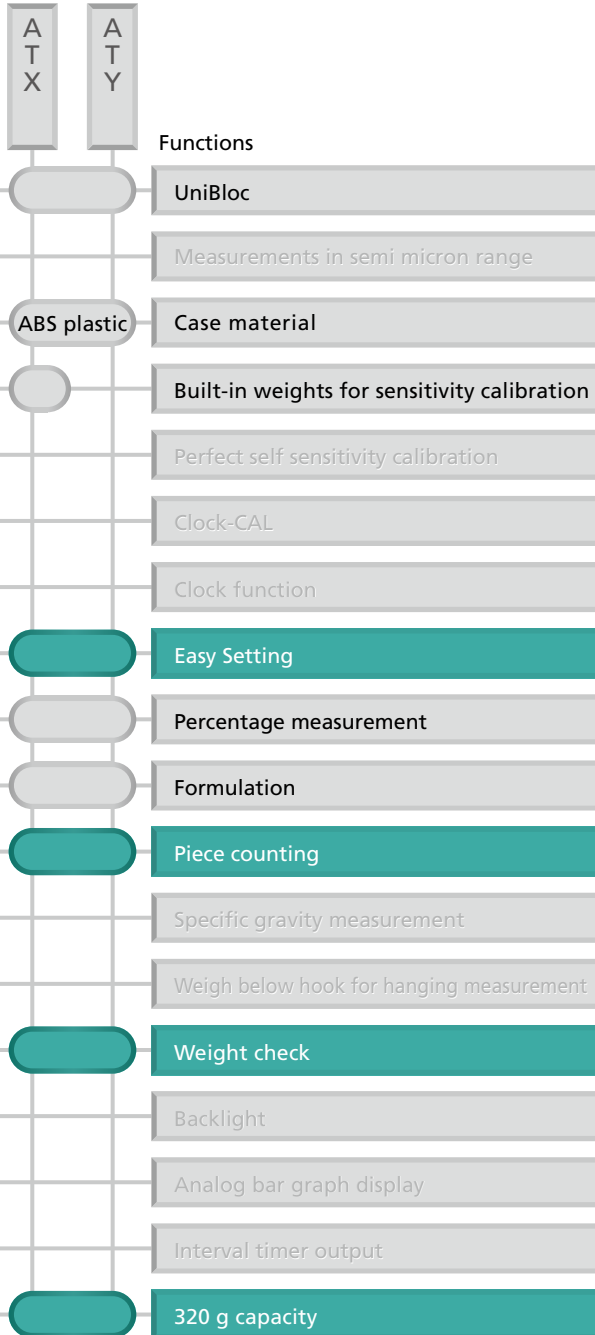 ATX
ATY
Functions
UniBloc
Measurements in semi micron range
ABS plastic
Case material
Built-in weights for sensitivity calibration
Perfect self sensitivity calibration
Clock-CAL
Clock function
Easy Setting
Percentage measurement
Formulation
Piece counting
Specific gravity measurement
Weigh below hook for hanging measurement
Weight check
Backlight
Analog bar graph display
Interval timer output
320 g capacity